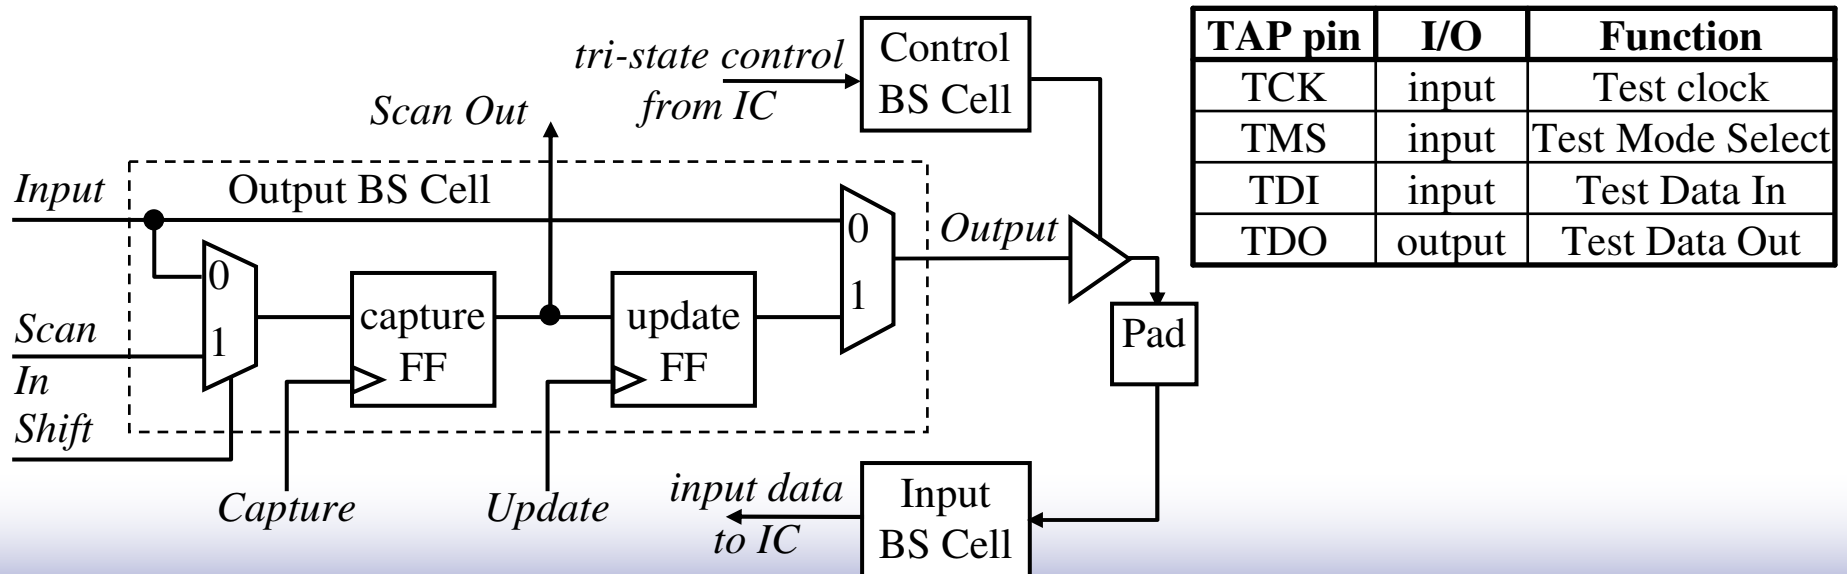 tri-state control
from IC
Control
BS Cell
Scan Out
Input
Output BS Cell
0
1
Scan
In
Shift
capture
FF
update
FF
0
1
Output
Pad
Capture
Update
input data
to IC
Input
BS Cell
TAP pin I/O Function
TCK input Test clock
TMS input Test Mode Select
TDI input Test Data In
TDO output Test Data Out